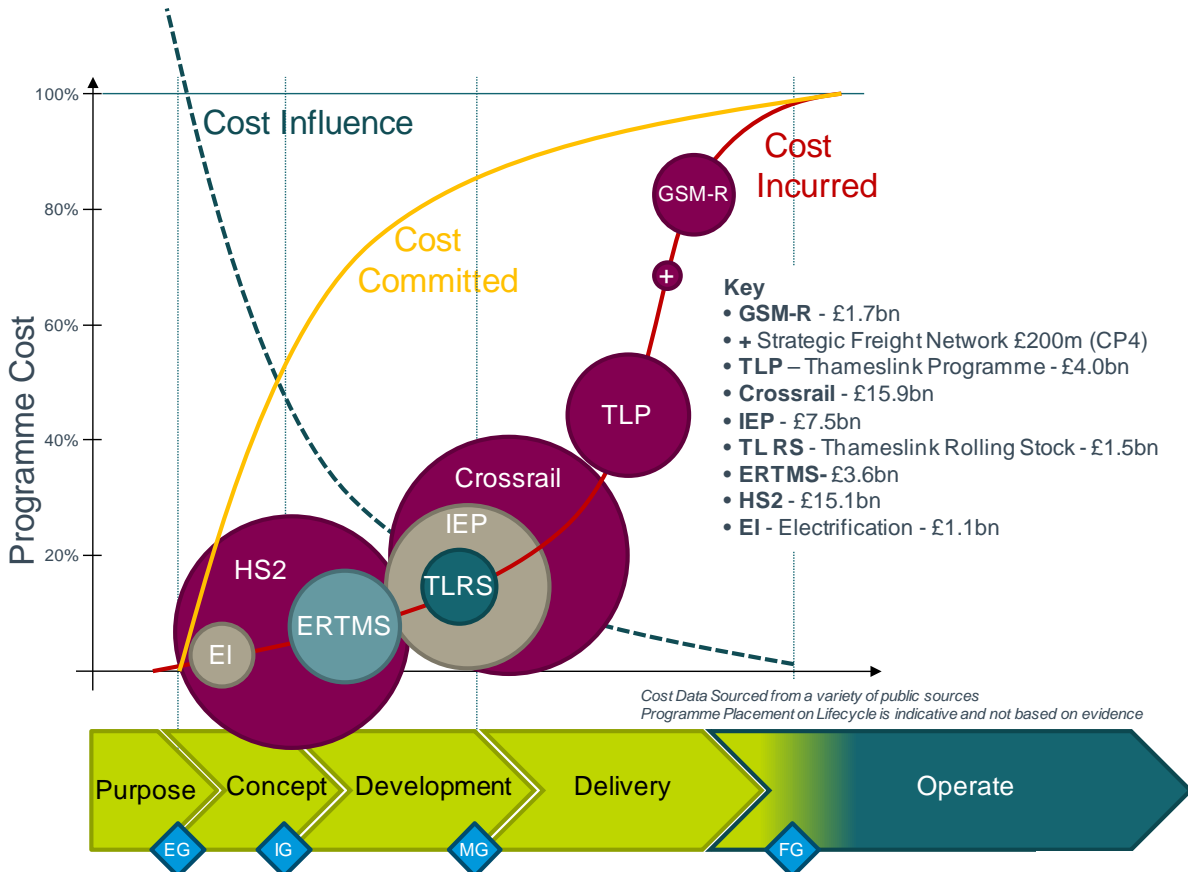 100%
Cost Influence
Cost
Incurred
GSM-R
80%
Cost
Committed
+
Key
• GSM-R - £1.7bn
• + Strategic Freight Network £200m (CP4)
• TLP – Thameslink Programme - £4.0bn
• Crossrail - £15.9bn
• IEP - £7.5bn
• TLRS - Thameslink Rolling Stock - £1.5bn
• ERTMS- £3.6bn
• HS2 - £15.1bn
• El - Electrification - £1.1bn
60%
Programme Cost
TLP
40%
Crossrail
IEP
20%
HS2
TLRS
ERTMS
El
Cost Data Sourced from a variety of public sources
Programme Placement on Lifecycle is indicative and not based on evidence
Purpose
Concept
Development
Delivery
Operate
EG
IG
MG
FG